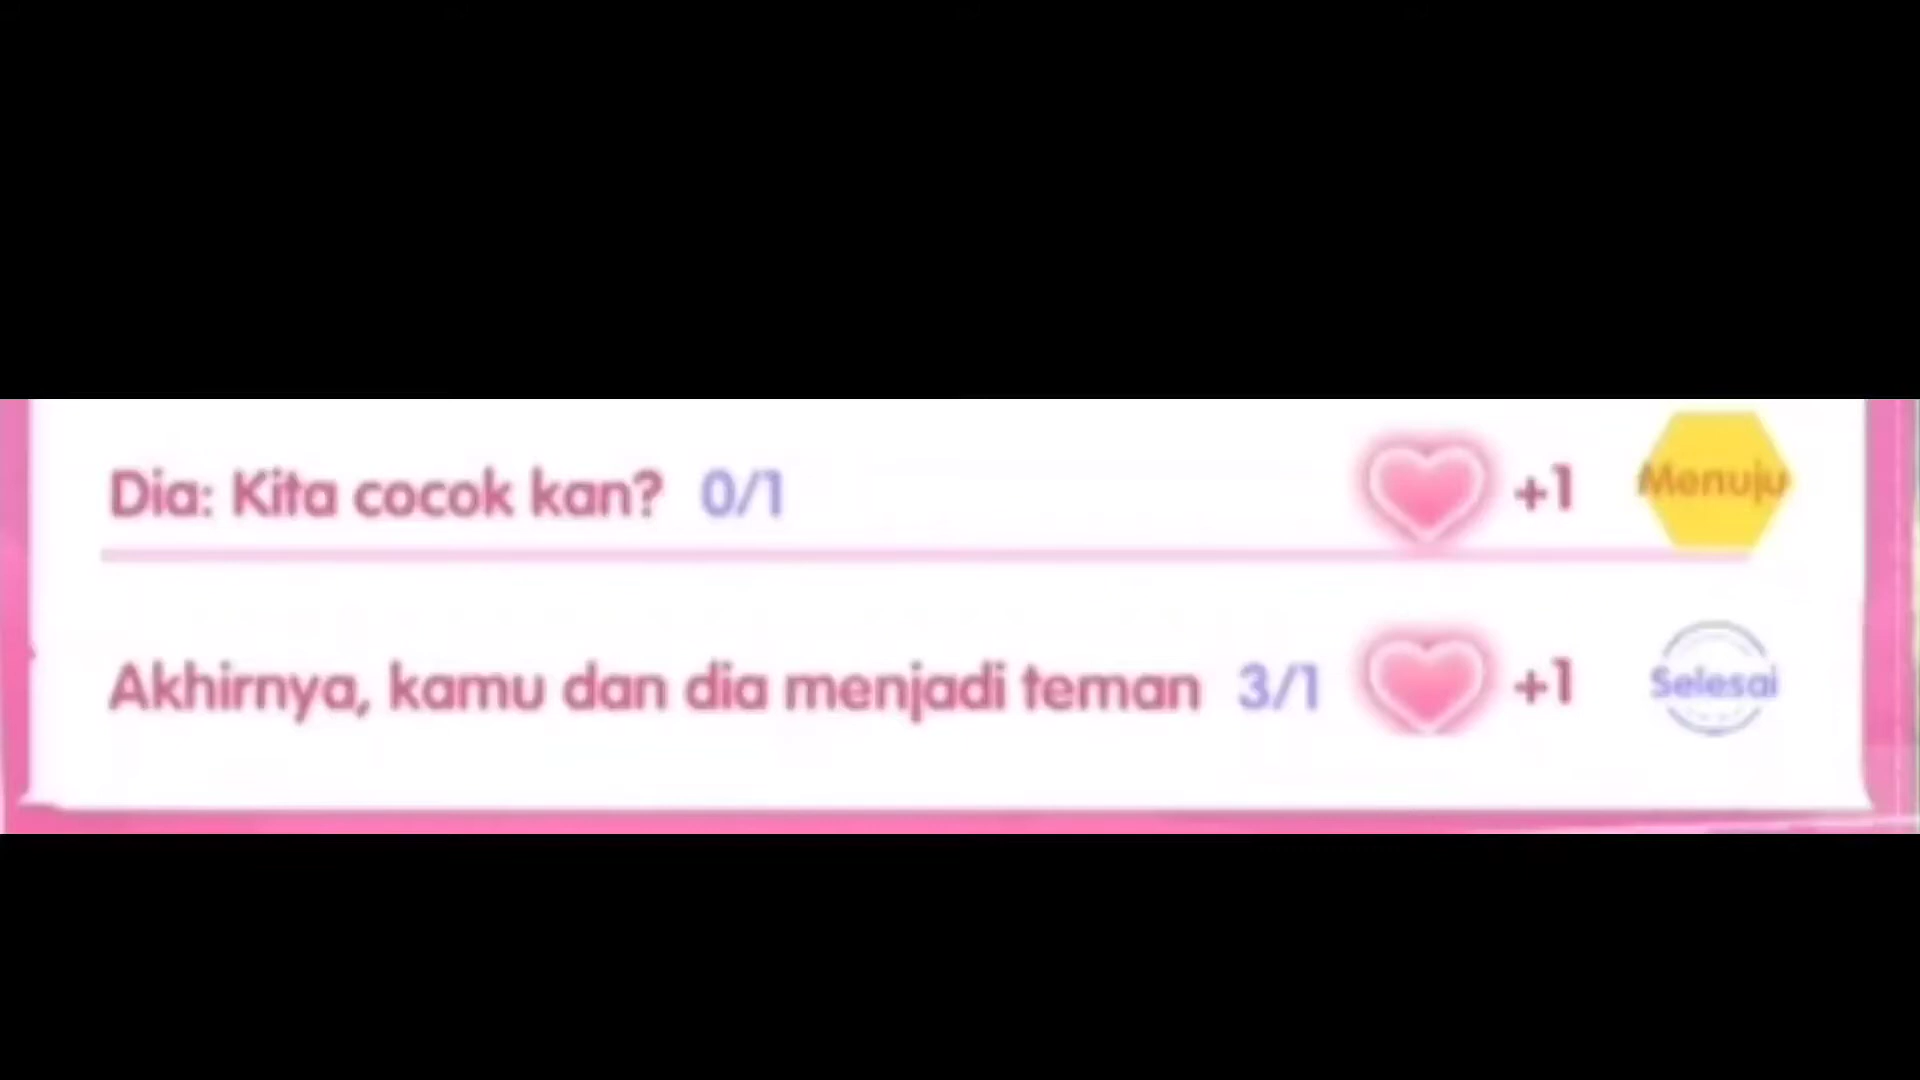 Dia: Kita cocok kan? 0/1 +1 Menuju
Akhirnya, kamu dan dia menjadi teman 3/1 +1 Selesai